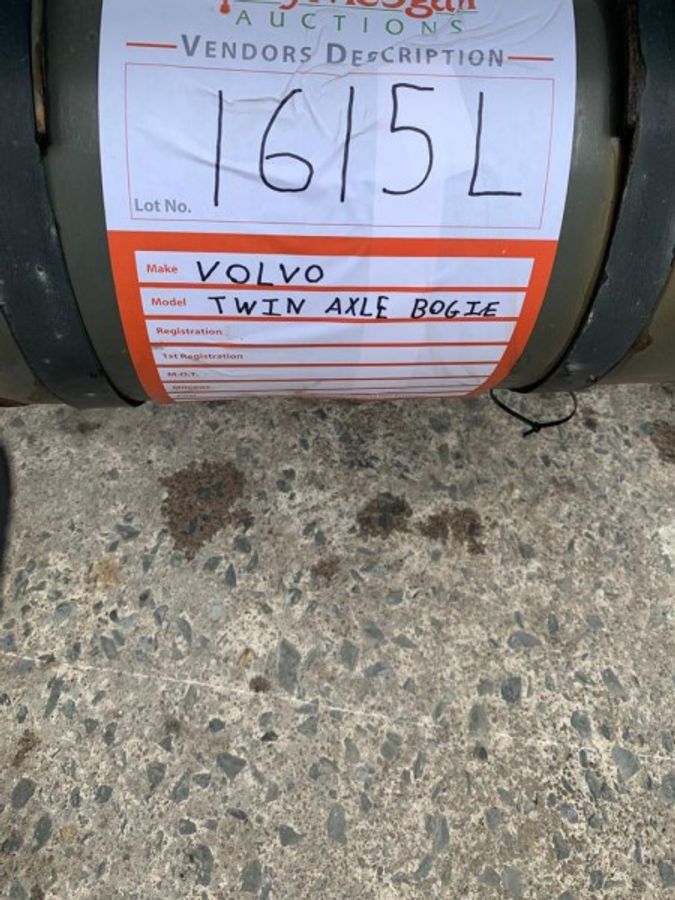 AUCTIONS
VENDORS DESCRIPTION
1615L
Lot No.
Make VOLVO
Model TWIN AXLE BOGIE
Registration
1st Registration
M.O.T.